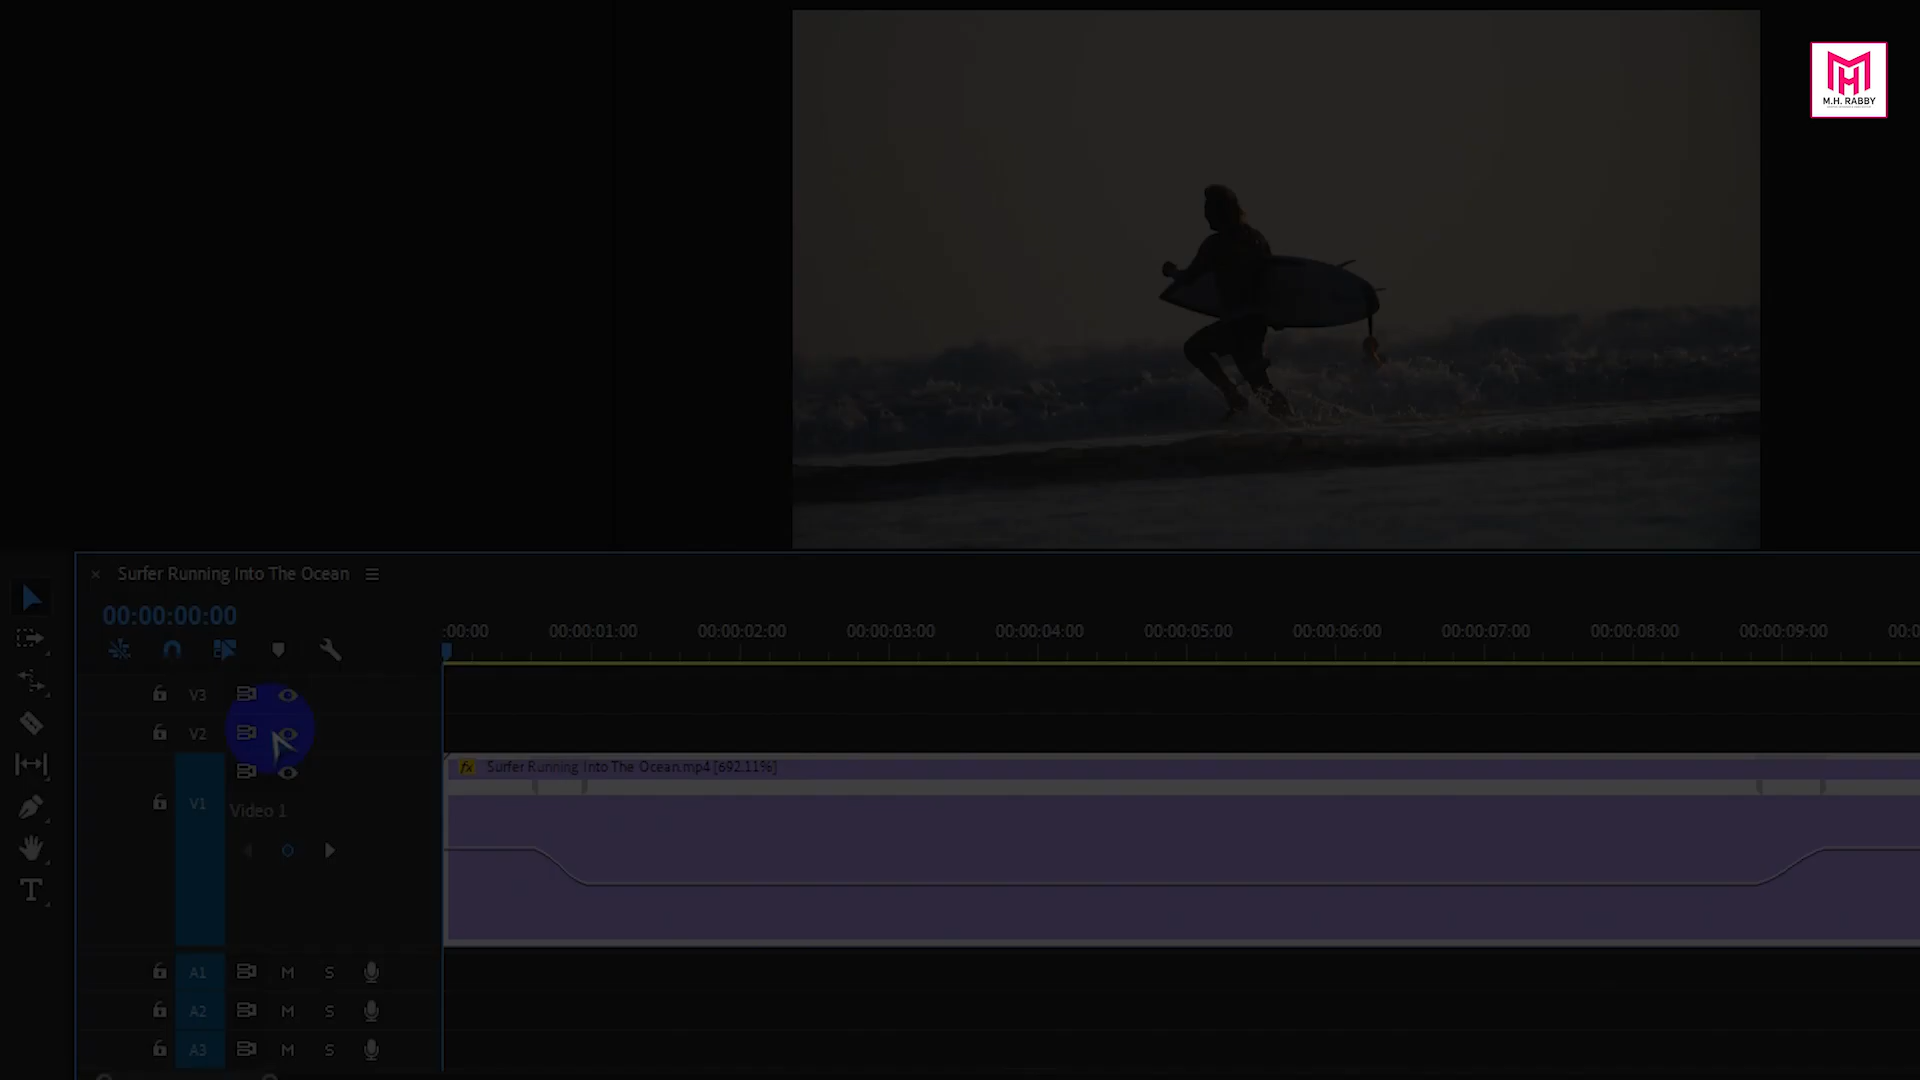 M.H. RABBY
Surfer Running Into The Ocean
00:00:00:00
:00:00 00:00:01:00 00:00:02:00 00:00:03:00 00:00:04:00 00:00:05:00 00:00:06:00 00:00:07:00 00:00:08:00 00:00:09:00 00:0
V3
V2
fx Surfer Running Into The Ocean.mp4 [692.11%]
V1
Video 1
A1 M S
A2 M S
A3 M S